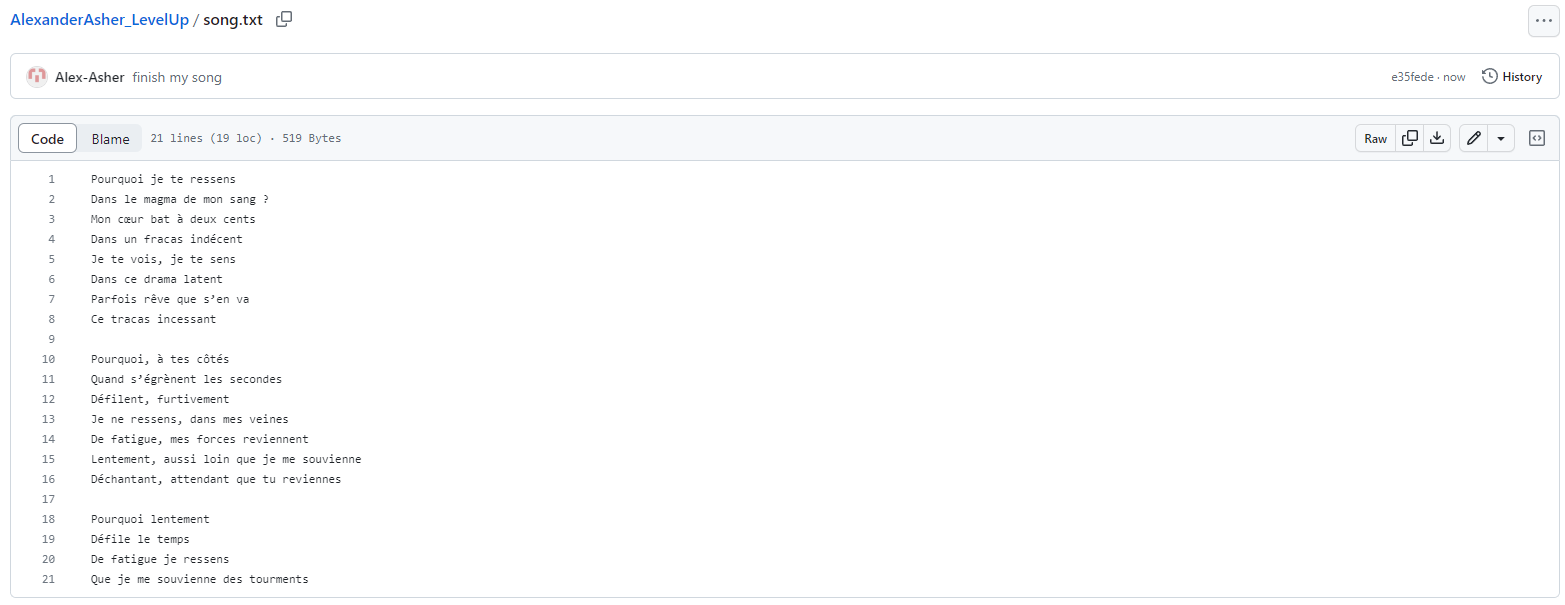 AlexanderAsher_LevelUp / song.txt
Alex-Asher finish my song e35fede · now History
Code Blame 21 lines (19 loc) · 519 Bytes Raw
1 Pourquoi je te ressens
2 Dans le magma de mon sang ?
3 Mon cœur bat à deux cents
4 Dans un fracas indécent
5 Je te vois, je te sens
6 Dans ce drama latent
7 Parfois rêve que s’en va
8 Ce tracas incessant
9
10 Pourquoi, à tes côtés
11 Quand s’égrènent les secondes
12 Défilent, furtivement
13 Je ne ressens, dans mes veines
14 De fatigue, mes forces reviennent
15 Lentement, aussi loin que je me souvienne
16 Déchantant, attendant que tu reviennes
17
18 Pourquoi lentement
19 Défile le temps
20 De fatigue je ressens
21 Que je me souvienne des tourments